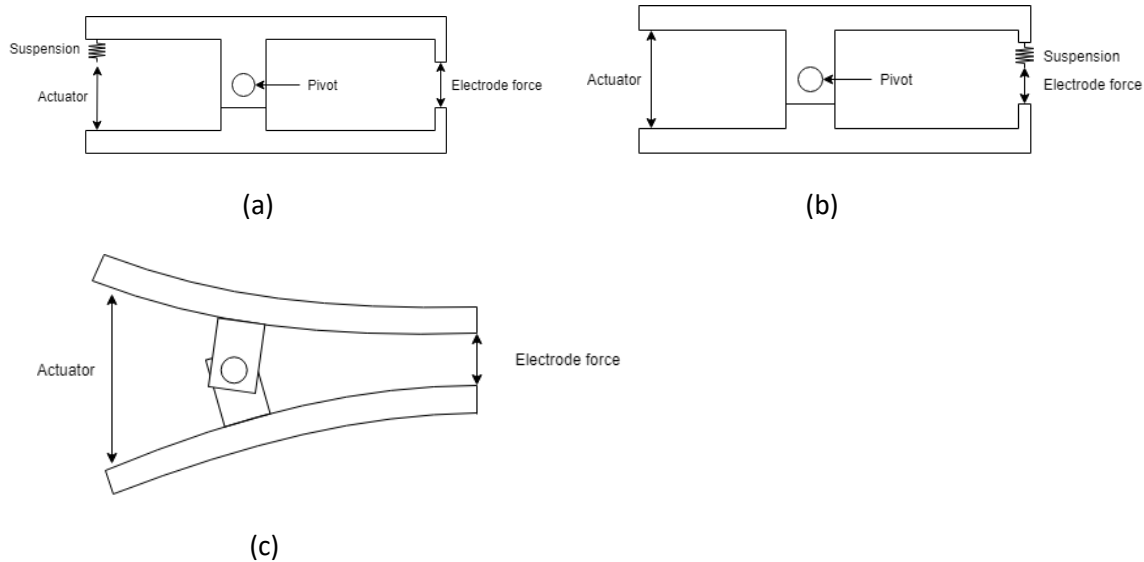 Suspension
Actuator
Pivot
Electrode force
(a)
Actuator
Pivot
Suspension
Electrode force
(b)
Actuator
Electrode force
(c)